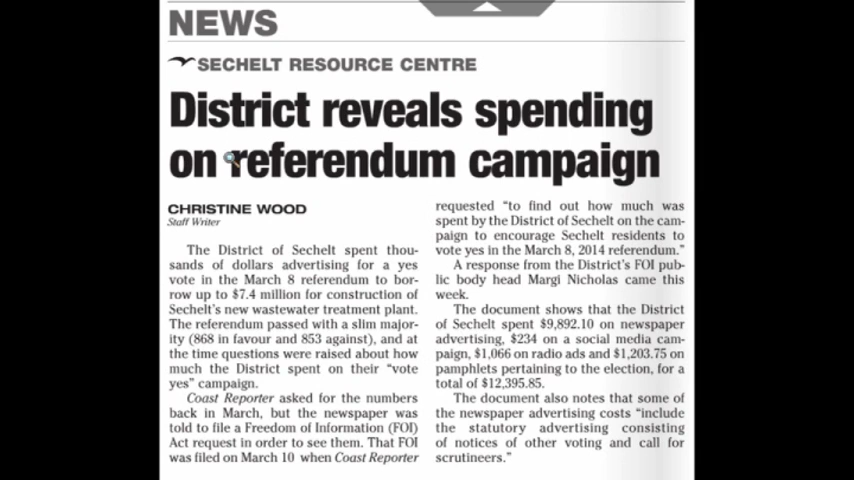 NEWS
SECHELT RESOURCE CENTRE
District reveals spending
on referendum campaign
CHRISTINE WOOD
Staff Writer
The District of Sechelt spent thou-
sands of dollars advertising for a yes
vote in the March 8 referendum to bor-
row up to $7.4 million for construction of
Sechelt's new wastewater treatment plant.
The referendum passed with a slim major-
ity (868 in favour and 853 against), and at
the time questions were raised about how
much the District spent on their “vote
yes” campaign.
Coast Reporter asked for the numbers
back in March, but the newspaper was
told to file a Freedom of Information (FOI)
Act request in order to see them. That FOI
was filed on March 10 when Coast Reporter
requested “to find out how much was
spent by the District of Sechelt on the cam-
paign to encourage Sechelt residents to
vote yes in the March 8, 2014 referendum.”
A response from the District's FOI pub-
lic body head Margi Nicholas came this
week.
The document shows that the District
of Sechelt spent $9,892.10 on newspaper
advertising, $234 on a social media cam-
paign, $1,066 on radio ads and $1,203.75 on
pamphlets pertaining to the election, for a
total of $12,395.85.
The document also notes that some of
the newspaper advertising costs “include
the statutory advertising consisting
of notices of other voting and call for
scrutineers.”